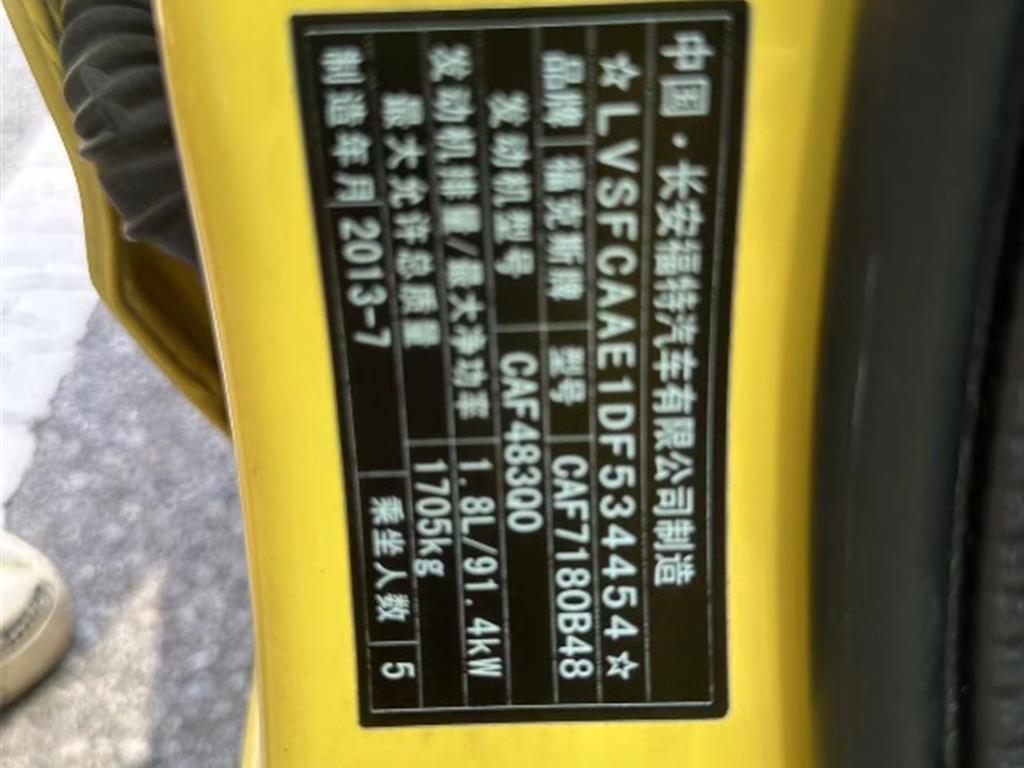 中国·长安福特汽车有限公司制造
☆LVSFCAAE1DF534454☆
品牌 福克斯牌 型号 CAF7180B48
发动机型号 CAF48300
发动机排量/最大净功率 1.8L/91.4kW
最大允许总质量 1705kg
制造年月 2013-7 乘坐人数 5